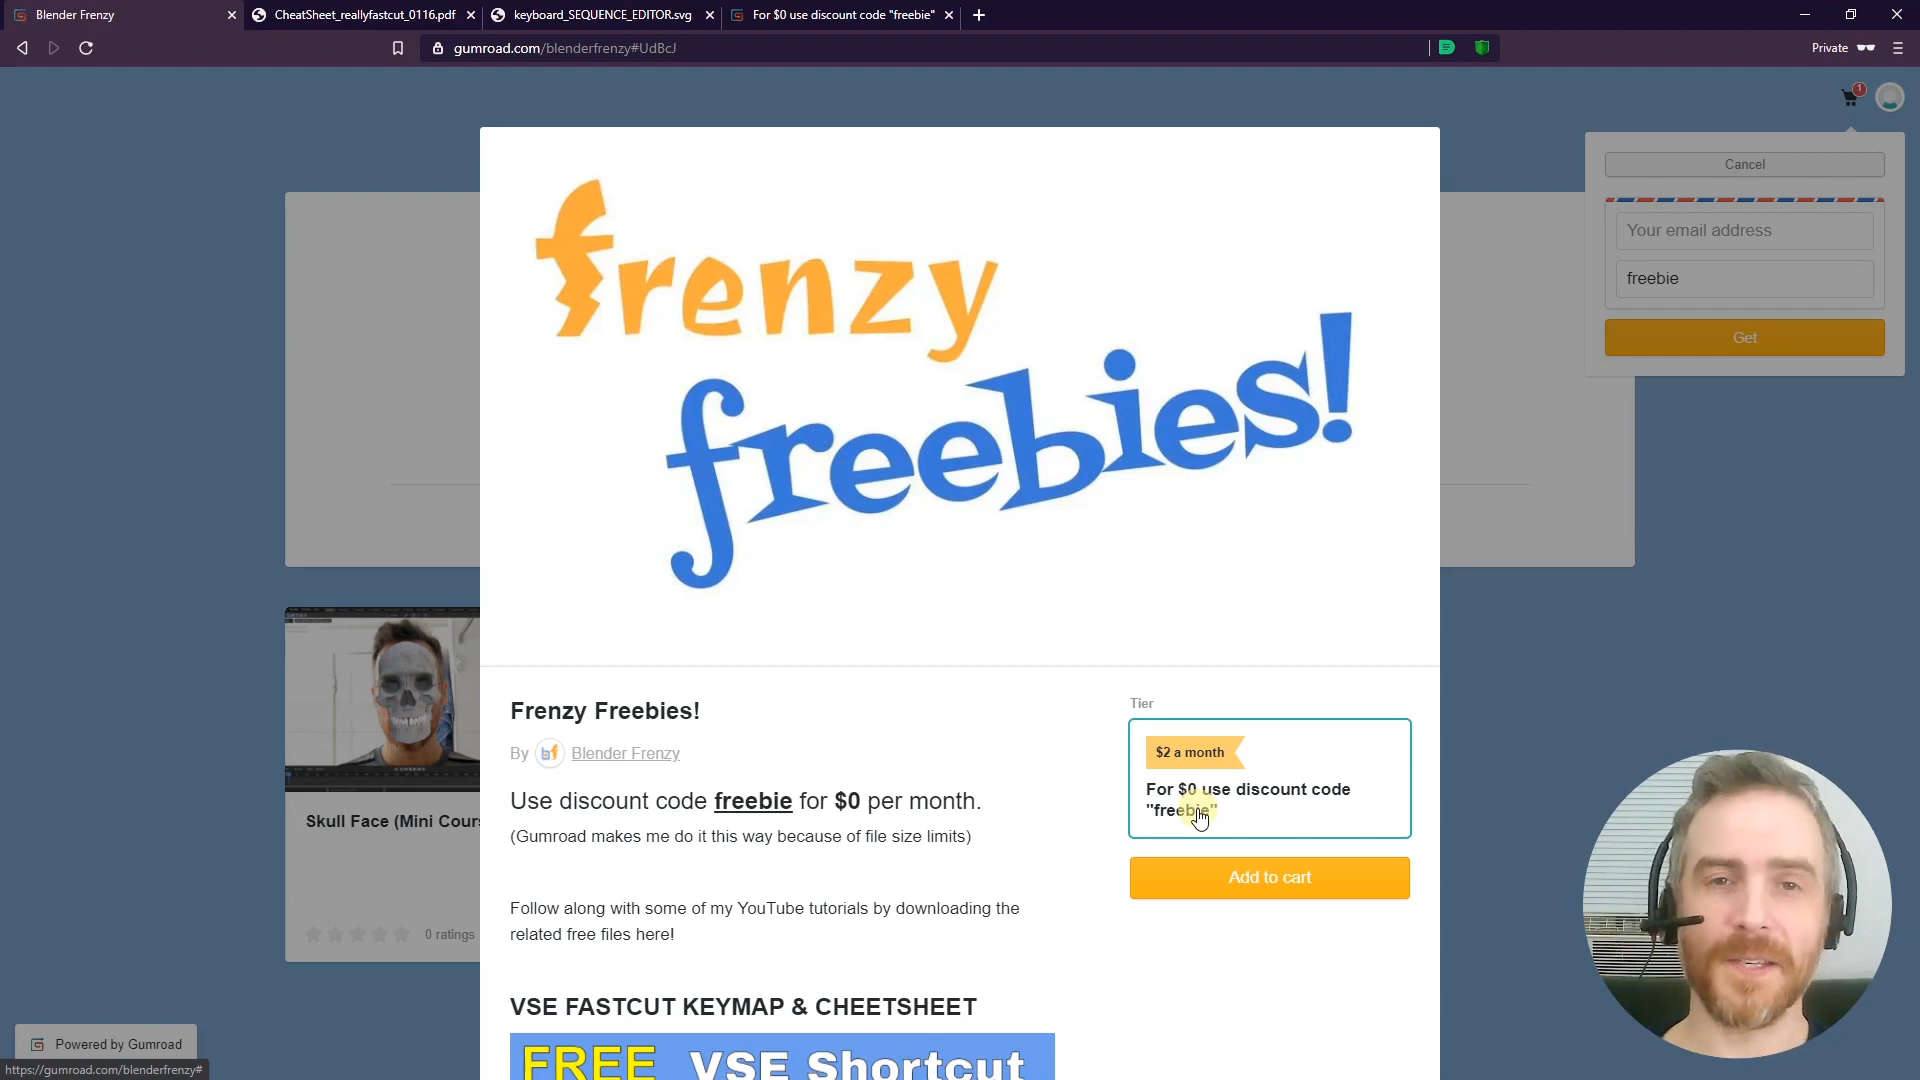 Blender Frenzy
CheatSheet_reallyfastcut_0116.pdf
keyboard_SEQUENCE_EDITOR.svg
For $0 use discount code "freebie"
gumroad.com/blenderfrenzy#UdBcJ
Private
1
Cancel
Your email address
freebie
Get
frenzy
freebies!
Frenzy Freebies!
By Blender Frenzy
Use discount code freebie for $0 per month.
(Gumroad makes me do it this way because of file size limits)
Follow along with some of my YouTube tutorials by downloading the
related free files here!
VSE FASTCUT KEYMAP & CHEETSHEET
FREE VSE Shortcut
Tier
$2 a month
For $0 use discount code
"freebie"
Add to cart
Skull Face (Mini Cour
0 ratings
Powered by Gumroad
https://gumroad.com/blenderfrenzy#